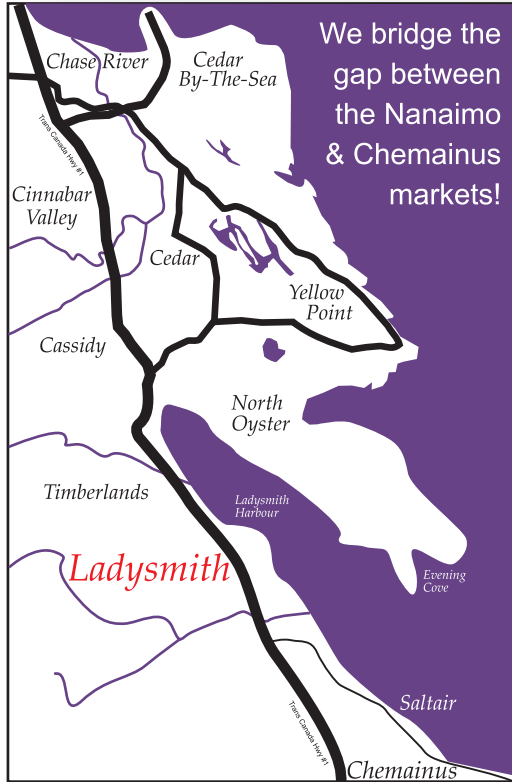 We bridge the
gap between
the Nanaimo
& Chemainus
markets!
Chase River
Cedar
By-The-Sea
Trans Canada Hwy #1
Cinnabar
Valley
Cedar
Yellow
Point
Cassidy
North
Oyster
Timberlands
Ladysmith
Harbour
Ladysmith
Evening
Cove
Saltair
Trans Canada Hwy #1
Chemainus